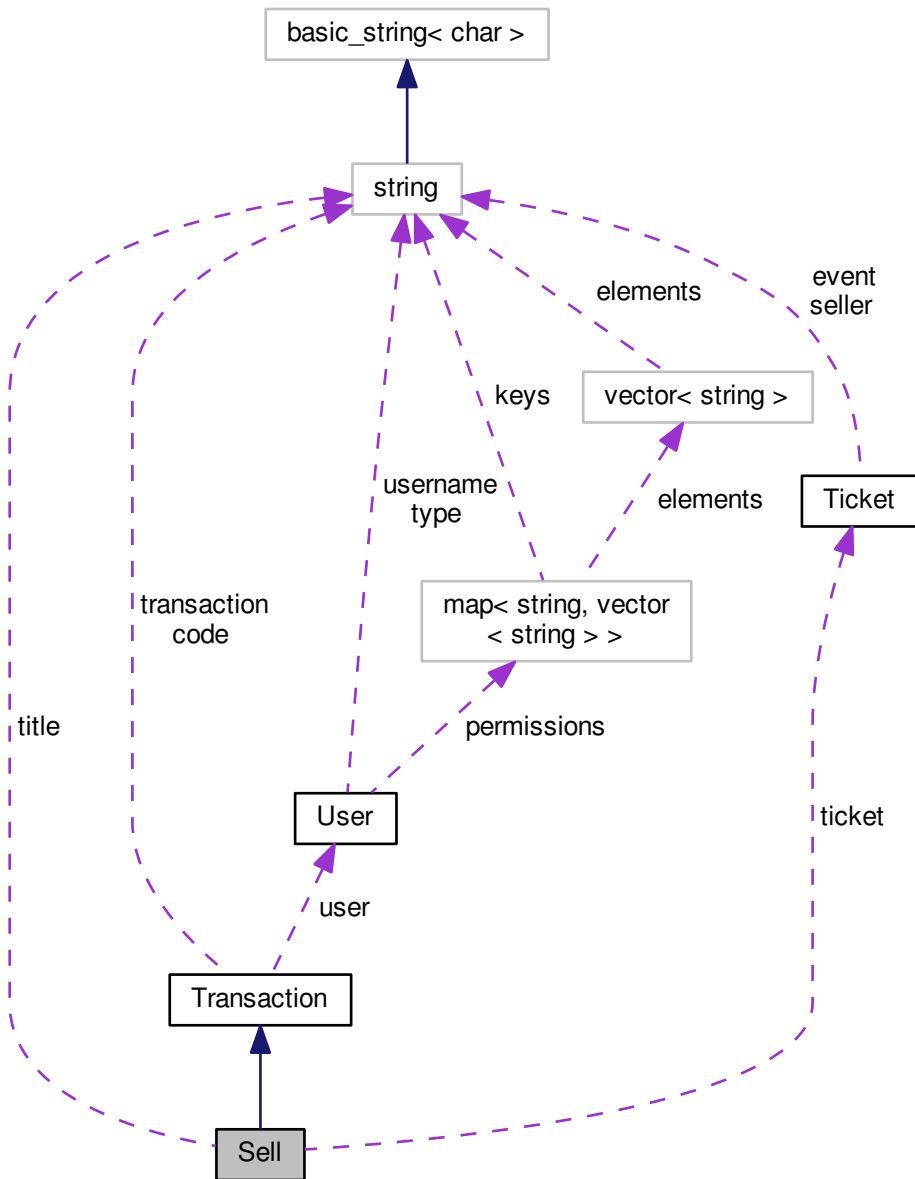 basic_string< char >
string
event
seller
elements
vector< string >
keys
username
type
elements
Ticket
transaction
code
map< string, vector
< string > >
title
permissions
User
ticket
user
Transaction
Sell